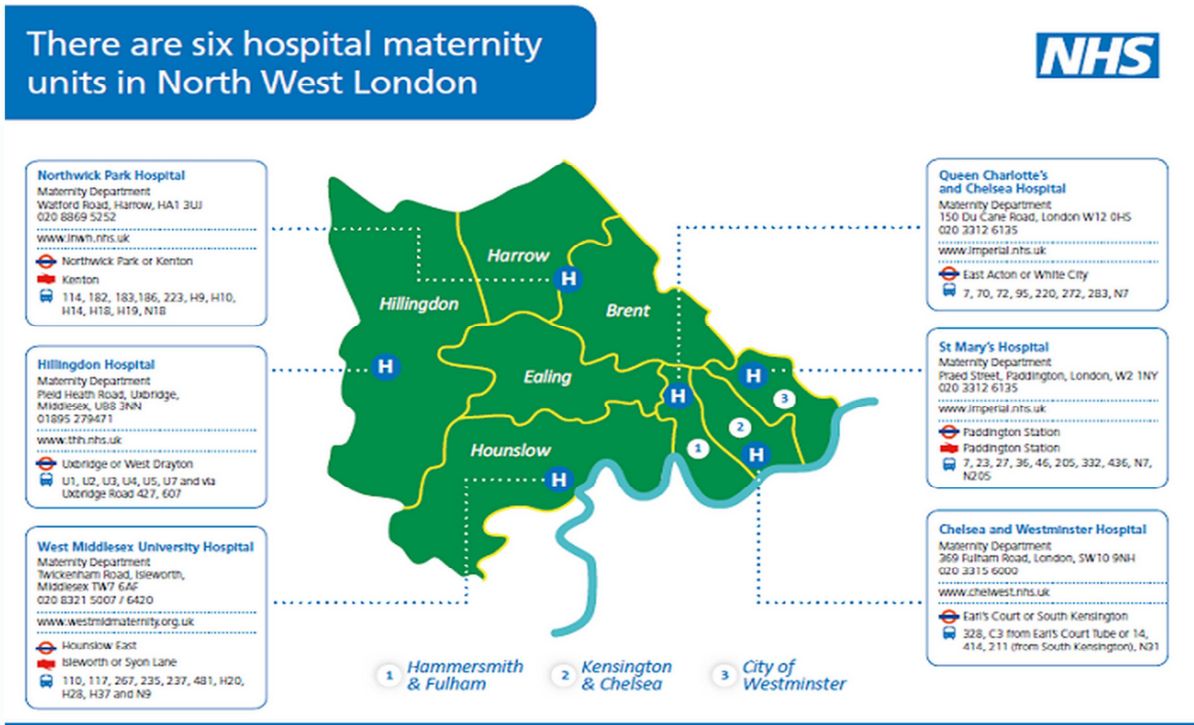 There are six hospital maternity
units in North West London
NHS
Northwick Park Hospital
Maternity Department
Watford Road, Harrow, HA1 3UJ
020 8869 5252
www.lnwh.nhs.uk
Northwick Park or Kenton
Kenton
114, 182, 183,186, 223, H9, H10,
H14, H18, H19, N18
Hillingdon Hospital
Maternity Department
Pield Heath Road, Uxbridge,
Middlesex, UB8 3NN
01895 279471
www.thh.nhs.uk
Uxbridge or West Drayton
U1, U2, U3, U4, U5, U7 and via
Uxbridge Road 427, 607
West Middlesex University Hospital
Maternity Department
Twickenham Road, Isleworth,
Middlesex TW7 6AF
020 8321 5007 / 6420
www.westmidmaternity.org.uk
Hounslow East
Isleworth or Syon Lane
110, 117, 267, 235, 237, 481, H20,
H28, H37 and N9
Harrow
H
Hillingdon
Brent
H
Ealing
H
H
3
2
Hounslow
1
H
H
1 Hammersmith
& Fulham
2 Kensington
& Chelsea
3 City of
Westminster
Queen Charlotte's
and Chelsea Hospital
Maternity Department
150 Du Cane Road, London W12 0HS
020 3312 6135
www.imperial.nhs.uk
East Acton or White City
7, 70, 72, 95, 220, 272, 283, N7
St Mary's Hospital
Maternity Department
Praed Street, Paddington, London, W2 1NY
020 3312 6135
www.imperial.nhs.uk
Paddington Station
Paddington Station
7, 23, 27, 36, 46, 205, 332, 436, N7,
N205
Chelsea and Westminster Hospital
Maternity Department
369 Fulham Road, London, SW10 9NH
020 3315 6000
www.chelwest.nhs.uk
Earl's Court or South Kensington
328, C3 from Earl's Court Tube or 14,
414, 211 (from South Kensington), N31